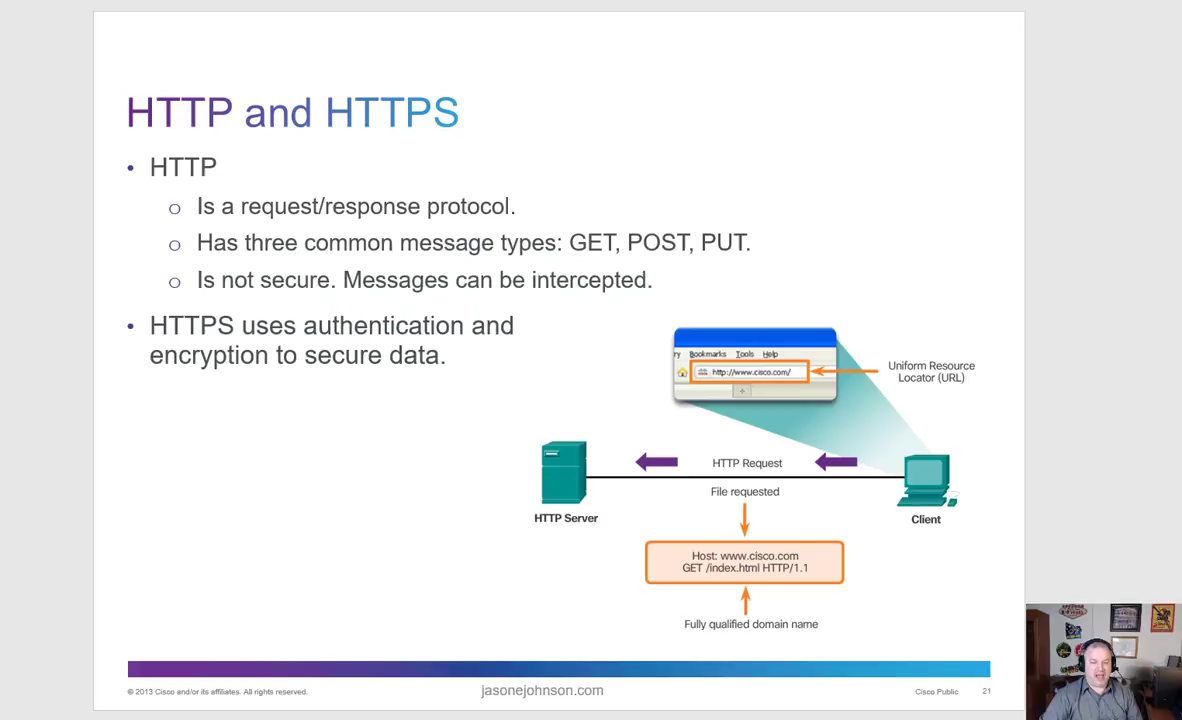 HTTP and HTTPS
• HTTP
o Is a request/response protocol.
o Has three common message types: GET, POST, PUT.
o Is not secure. Messages can be intercepted.
• HTTPS uses authentication and
encryption to secure data.
ry Bookmarks Tools Help
http://www.cisco.com/
Uniform Resource
Locator (URL)
HTTP Request
File requested
HTTP Server
Client
Host: www.cisco.com
GET /index.html HTTP/1.1
Fully qualified domain name
© 2013 Cisco and/or its affiliates. All rights reserved.
jasonejohnson.com
Cisco Public
21